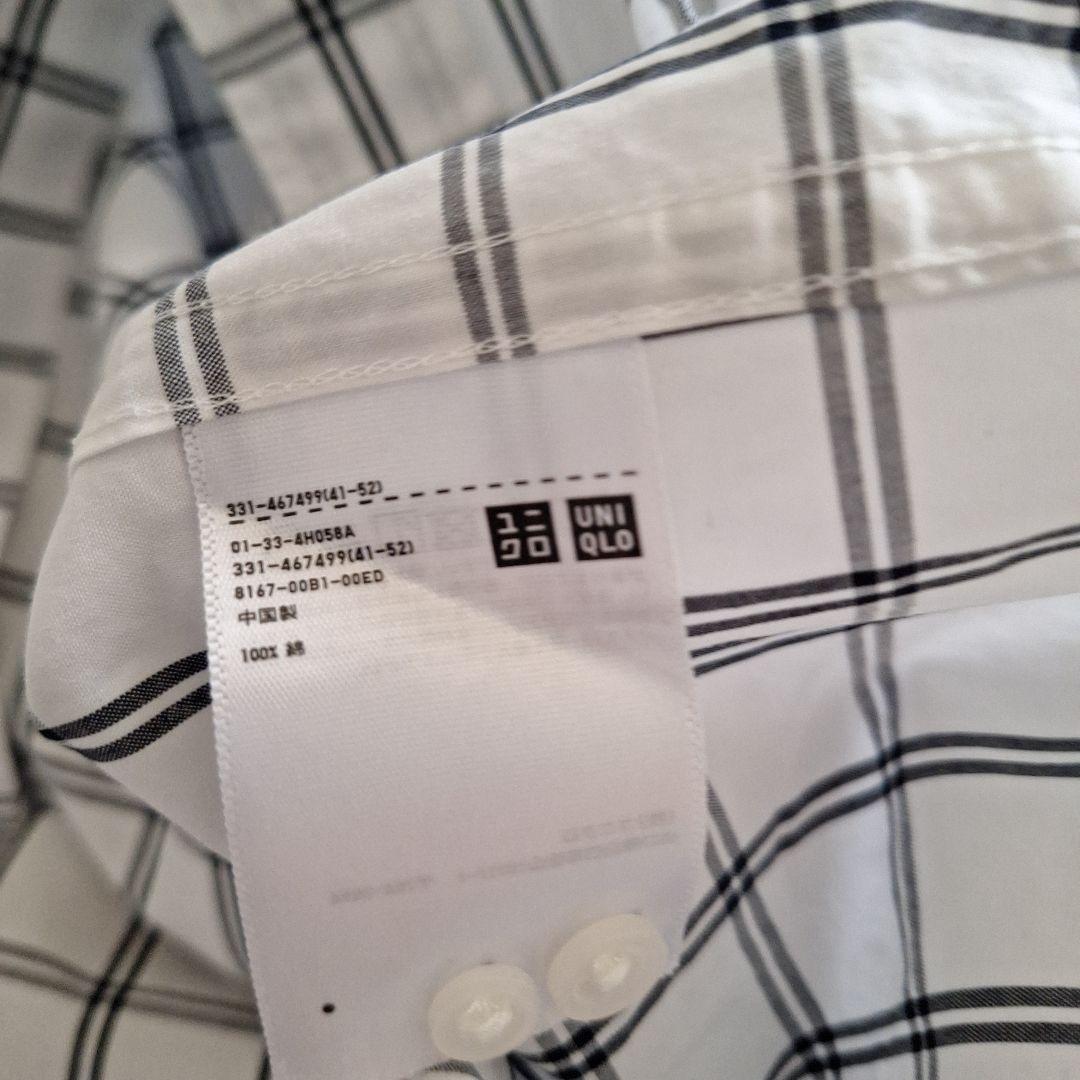 331-467499(41-52)
01-33-4H058A
331-467499(41-52)
8167-00B1-00ED
中国製
100% 綿
ユニ
クロ
UNI
QLO